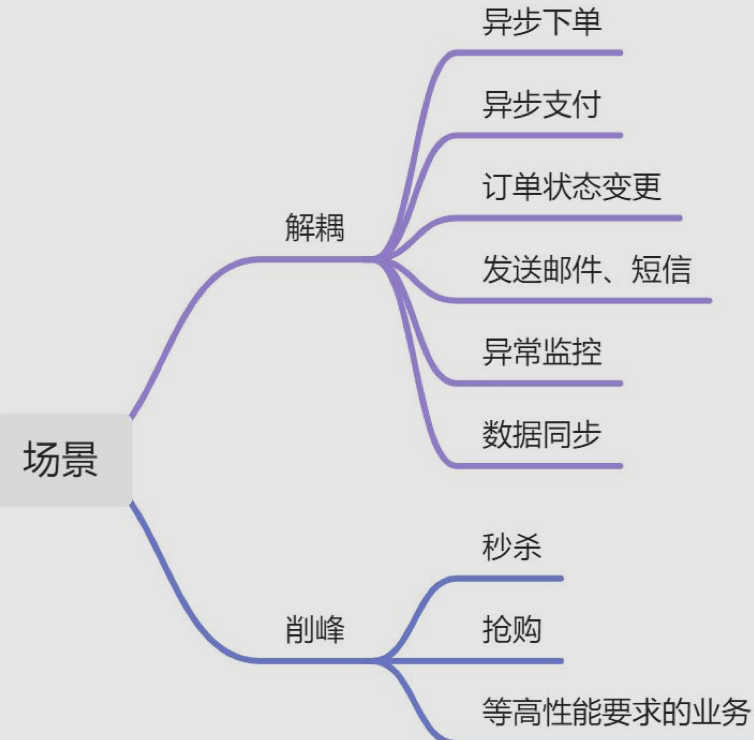 场景
解耦
异步下单
异步支付
订单状态变更
发送邮件、短信
异常监控
数据同步
削峰
秒杀
抢购
等高性能要求的业务